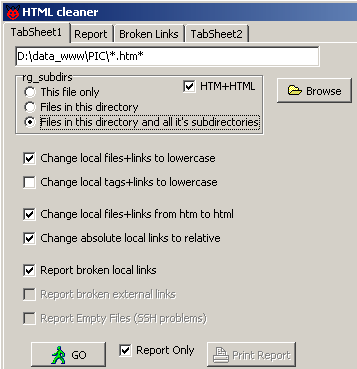 HTML cleaner
TabSheet1 Report Broken Links TabSheet2
D:\data_www\PIC\*.htm*
rg_subdirs
This file only HTM+HTML
Files in this directory Browse
Files in this directory and all it's subdirectories
Change local files+links to lowercase
Change local tags+links to lowercase
Change local files+links from htm to html
Change absolute local links to relative
Report broken local links
Report broken external links
Report Empty Files (SSH problems)
GO Report Only Print Report